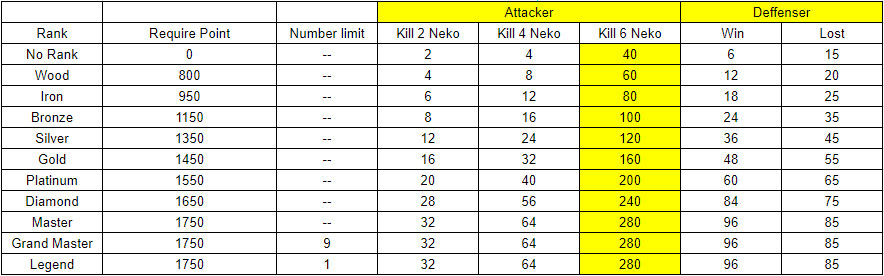 Attacker Deffenser
Rank Require Point Number limit Kill 2 Neko Kill 4 Neko Kill 6 Neko Win Lost
No Rank 0 -- 2 4 40 6 15
Wood 800 -- 4 8 60 12 20
Iron 950 -- 6 12 80 18 25
Bronze 1150 -- 8 16 100 24 35
Silver 1350 -- 12 24 120 36 45
Gold 1450 -- 16 32 160 48 55
Platinum 1550 -- 20 40 200 60 65
Diamond 1650 -- 28 56 240 84 75
Master 1750 -- 32 64 280 96 85
Grand Master 1750 9 32 64 280 96 85
Legend 1750 1 32 64 280 96 85